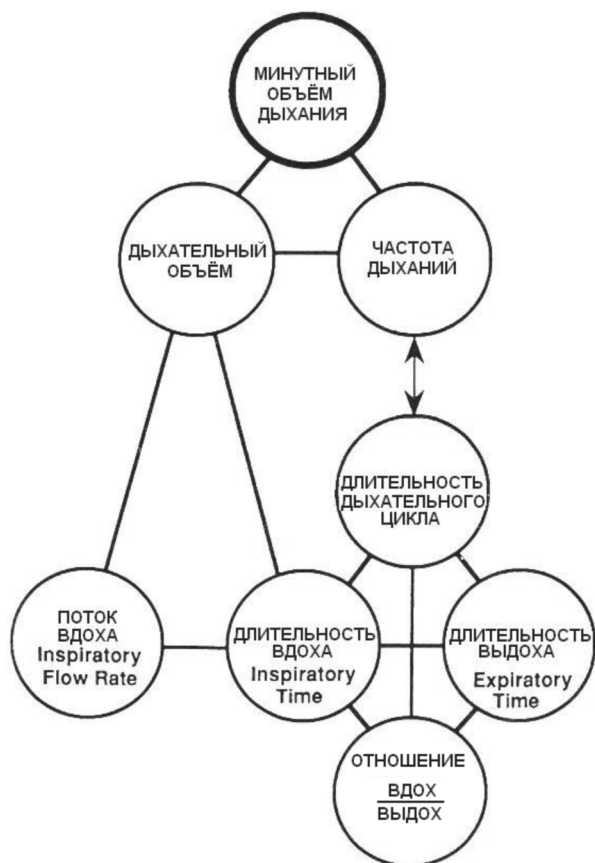 МИНУТНЫЙ
ОБЪЁМ
ДЫХАНИЯ
ДЫХАТЕЛЬНЫЙ
ОБЪЁМ
ЧАСТОТА
ДЫХАНИЙ
ДЛИТЕЛЬНОСТЬ
ДЫХАТЕЛЬНОГО
ЦИКЛА
ПОТОК
ВДОХА
Inspiratory
Flow Rate
ДЛИТЕЛЬНОСТЬ
ВДОХА
Inspiratory
Time
ДЛИТЕЛЬНОСТЬ
ВЫДОХА
Expiratory
Time
ОТНОШЕНИЕ
ВДОХ
ВЫДОХ